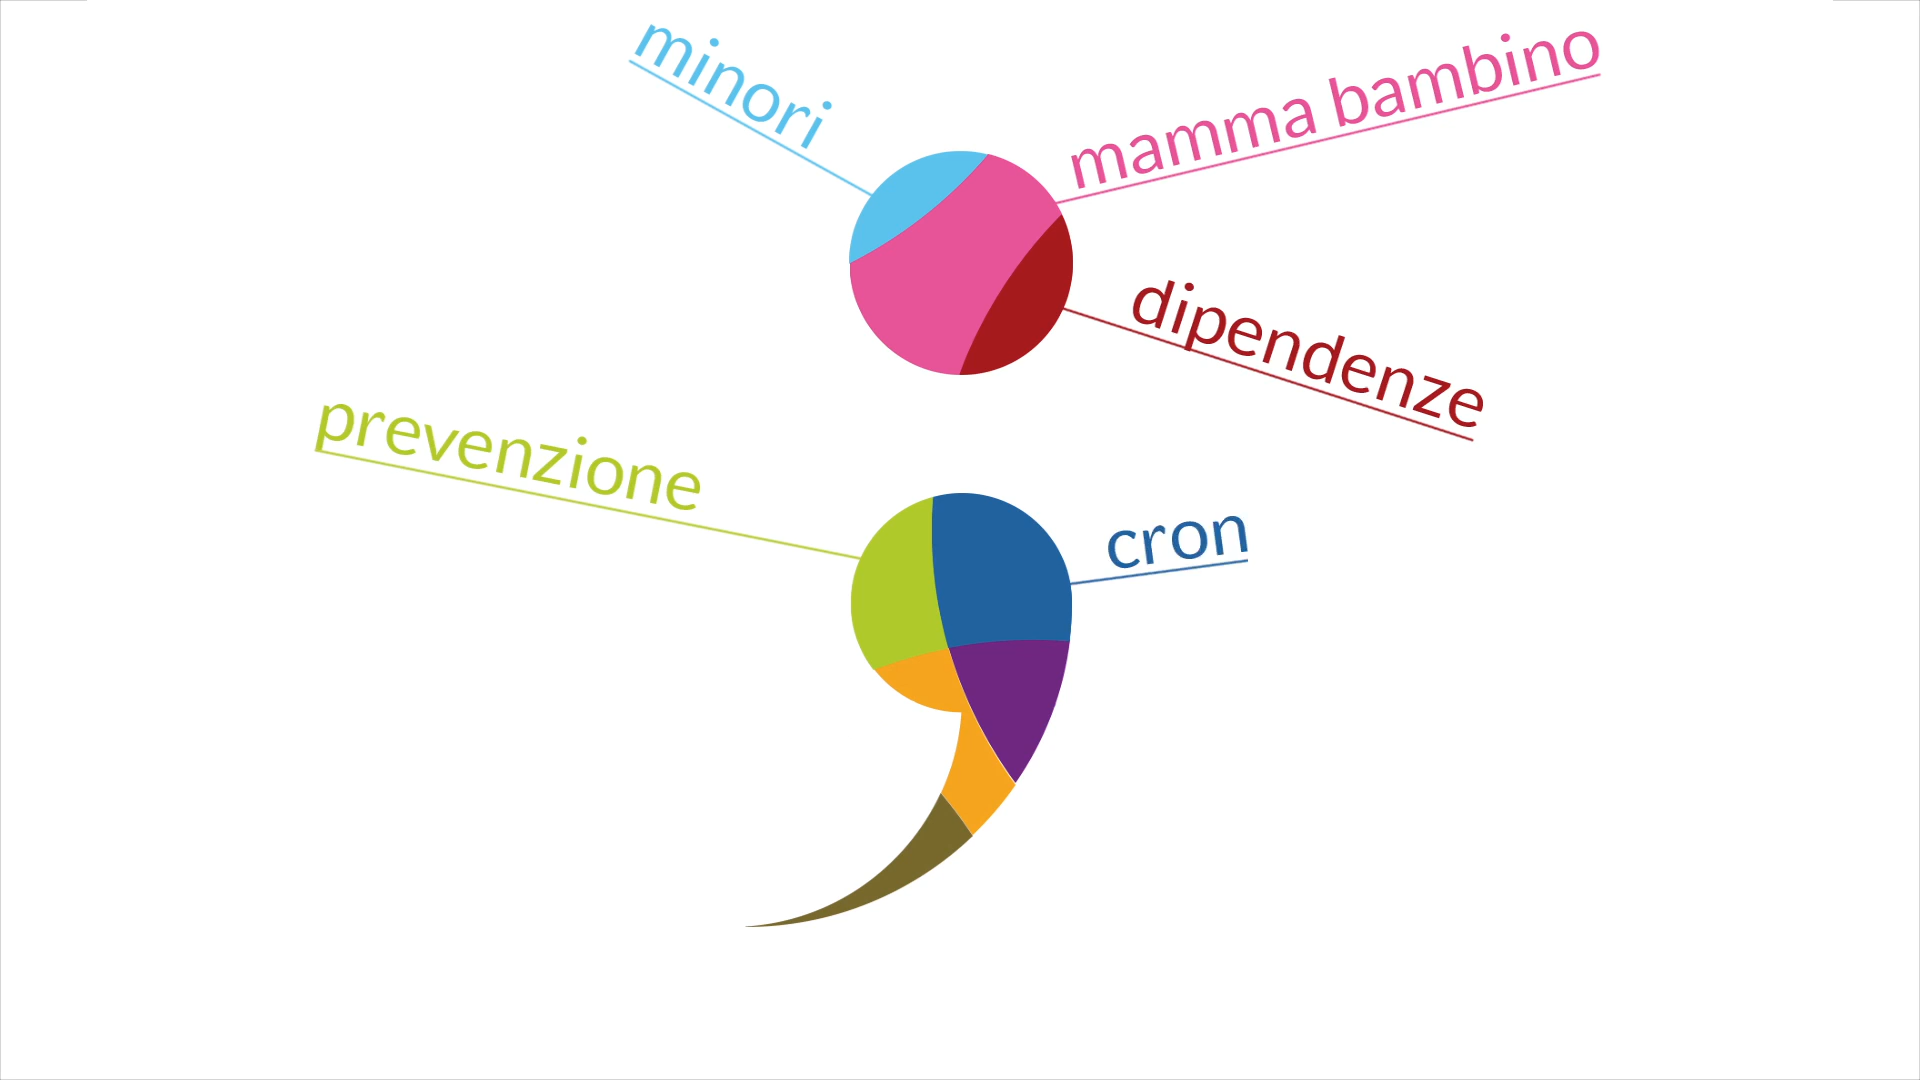 minori
mamma bambino
dipendenze
prevenzione
cron